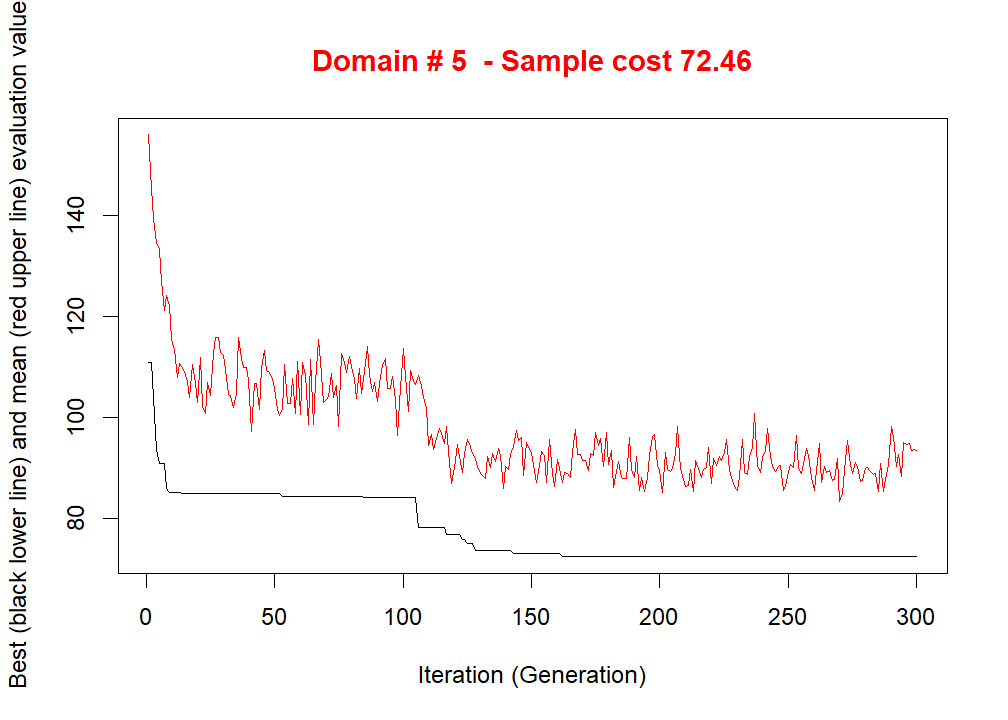 Domain # 5  - Sample cost 72.46
Best (black lower line) and mean (red upper line) evaluation value
140
120
100
80
0 50 100 150 200 250 300
Iteration (Generation)